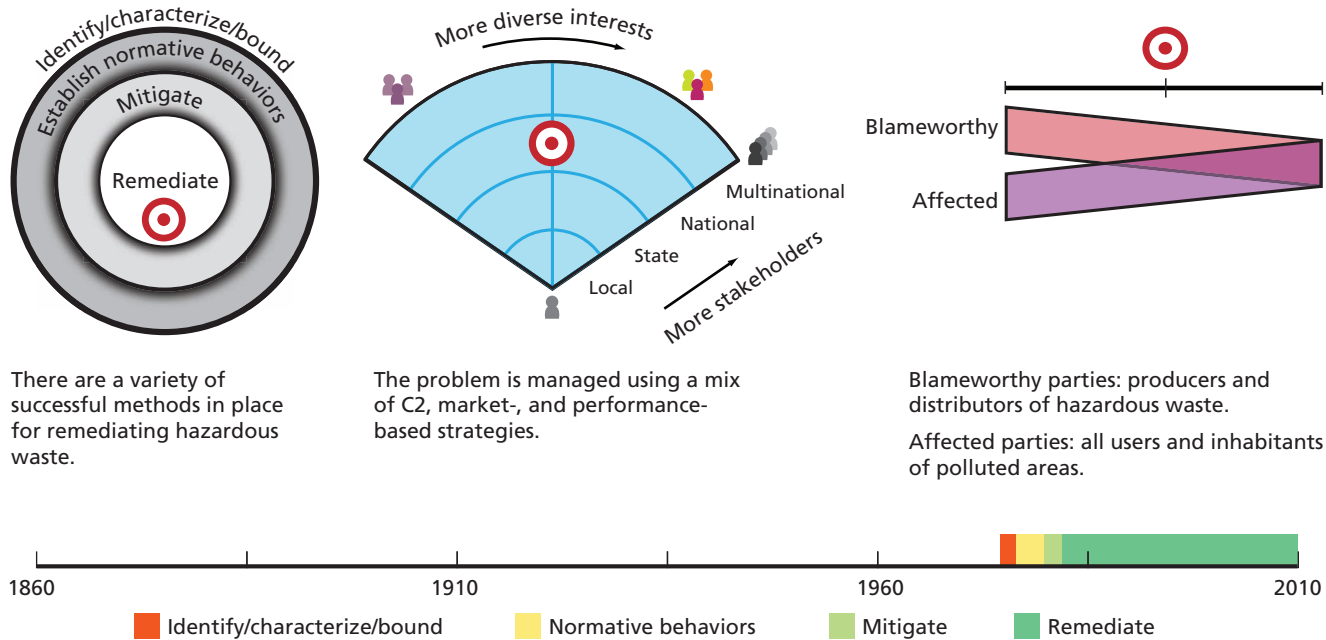 Identify/characterize/bound
Establish normative behaviors
Mitigate
Remediate
More diverse interests
Multinational
National
State
Local
More stakeholders
Blameworthy
Affected
There are a variety of
successful methods in place
for remediating hazardous
waste.
The problem is managed using a mix
of C2, market-, and performance-
based strategies.
Blameworthy parties: producers and
distributors of hazardous waste.
Affected parties: all users and inhabitants
of polluted areas.
1860
1910
1960
2010
Identify/characterize/bound
Normative behaviors
Mitigate
Remediate